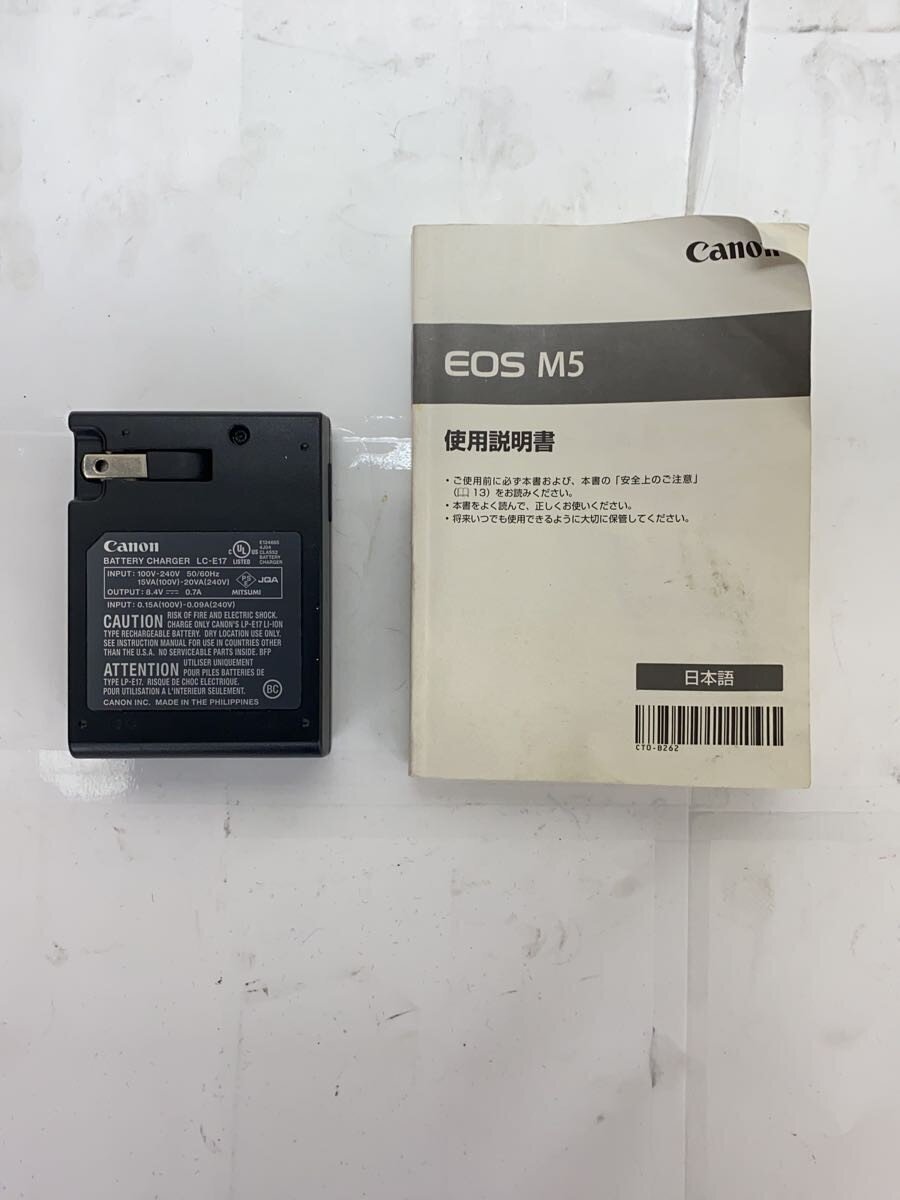 Canon
BATTERY CHARGER LC-E17
C UL US
LISTED
E134655
4J04
CLASS2
BATTERY
CHARGER
INPUT: 100V-240V 50/60Hz
15VA(100V)-20VA(240V)
OUTPUT: 8.4V 0.7A
PSE JQA
MITSUMI
INPUT: 0.15A(100V)-0.09A(240V)
CAUTION RISK OF FIRE AND ELECTRIC SHOCK.
CHARGE ONLY CANON'S LP-E17 LI-ION
TYPE RECHARGEABLE BATTERY. DRY LOCATION USE ONLY.
SEE INSTRUCTION MANUAL FOR USE IN COUNTRIES OTHER
THAN THE U.S.A. NO SERVICEABLE PARTS INSIDE. BFP
ATTENTION UTILISER UNIQUEMENT
POUR PILES BATTERIES DE
TYPE LP-E17. RISQUE DE CHOC ELECTRIQUE.
POUR UTILISATION A L'INTERIEUR SEULEMENT.
BC
CANON INC. MADE IN THE PHILIPPINES
Canon
EOS M5
使用説明書
・ご使用前に必ず本書および、本書の「安全上のご注意」
（ 13）をお読みください。
・本書をよく読んで、正しくお使いください。
・将来いつでも使用できるように大切に保管してください。
日本語
CT0-B262